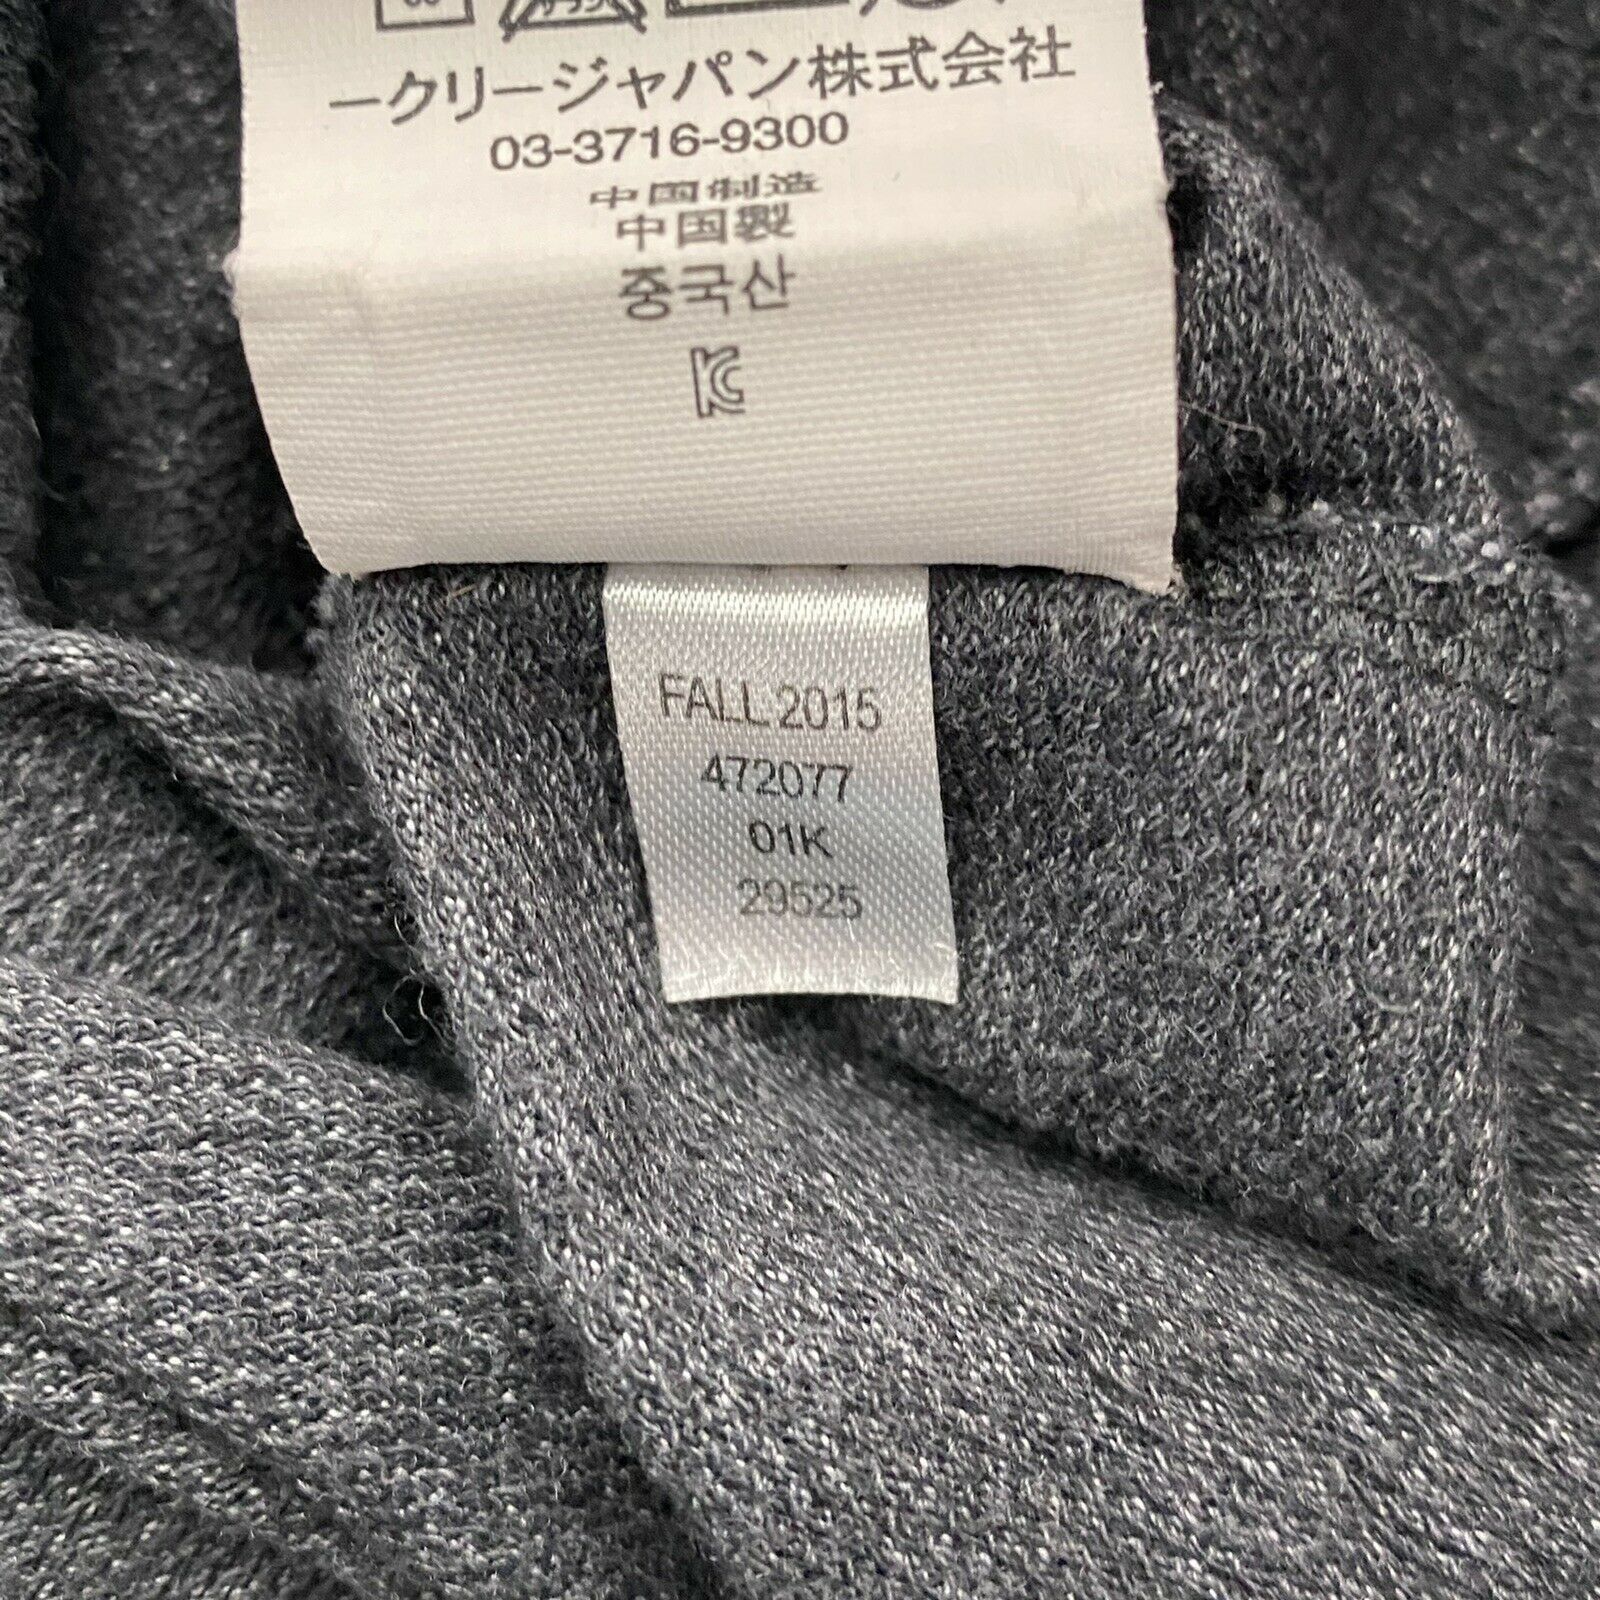 ークリージャパン株式会社
03-3716-9300
中国制造
中国製
중국산
FALL 2015
472077
01K
29525